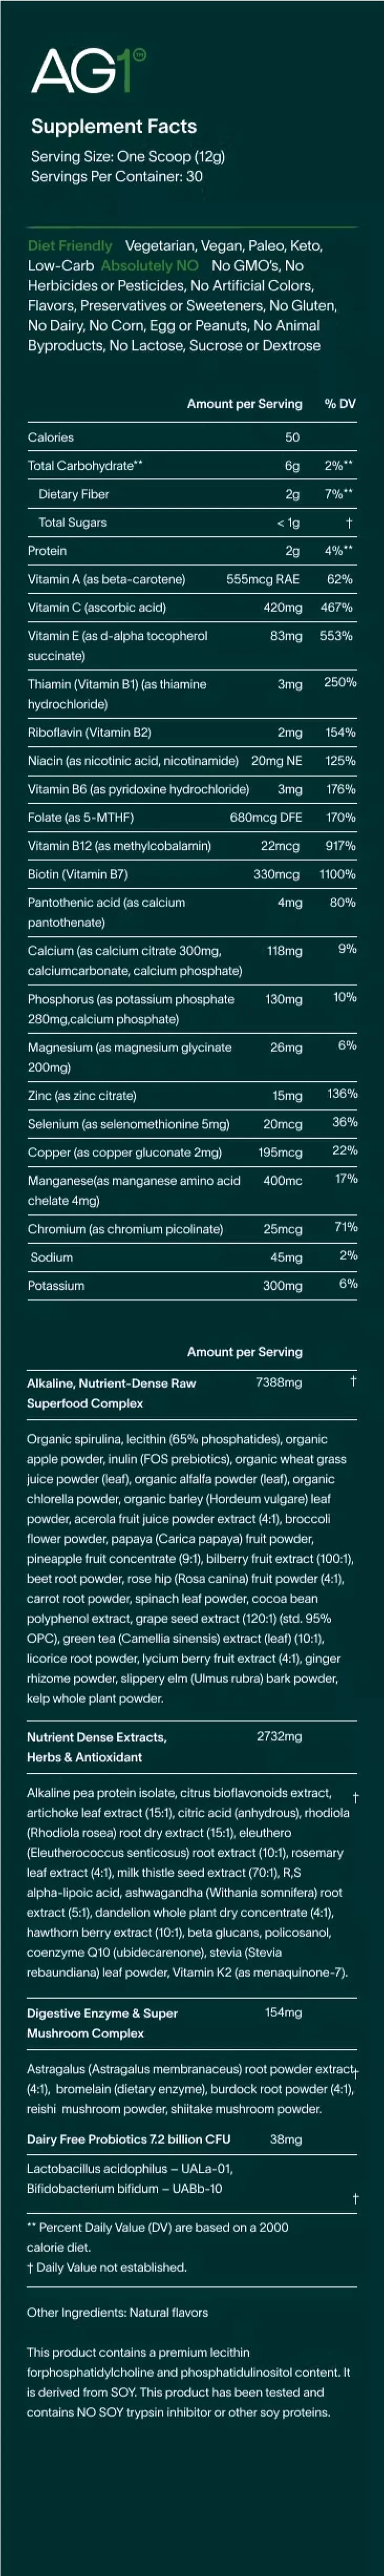 AG1™
Supplement Facts
Serving Size: One Scoop (12g)
Servings Per Container: 30
Diet Friendly Vegetarian, Vegan, Paleo, Keto,
Low-Carb Absolutely NO No GMO's, No
Herbicides or Pesticides, No Artificial Colors,
Flavors, Preservatives or Sweeteners, No Gluten,
No Dairy, No Corn, Egg or Peanuts, No Animal
Byproducts, No Lactose, Sucrose or Dextrose
Amount per Serving % DV
Calories 50
Total Carbohydrate** 6g 2%**
Dietary Fiber 2g 7%**
Total Sugars < 1g †
Protein 2g 4%**
Vitamin A (as beta-carotene) 555mcg RAE 62%
Vitamin C (ascorbic acid) 420mg 467%
Vitamin E (as d-alpha tocopherol 83mg 553%
succinate)
Thiamin (Vitamin B1) (as thiamine 3mg 250%
hydrochloride)
Riboflavin (Vitamin B2) 2mg 154%
Niacin (as nicotinic acid, nicotinamide) 20mg NE 125%
Vitamin B6 (as pyridoxine hydrochloride) 3mg 176%
Folate (as 5-MTHF) 680mcg DFE 170%
Vitamin B12 (as methylcobalamin) 22mcg 917%
Biotin (Vitamin B7) 330mcg 1100%
Pantothenic acid (as calcium 4mg 80%
pantothenate)
Calcium (as calcium citrate 300mg, 118mg 9%
calciumcarbonate, calcium phosphate)
Phosphorus (as potassium phosphate 130mg 10%
280mg,calcium phosphate)
Magnesium (as magnesium glycinate 26mg 6%
200mg)
Zinc (as zinc citrate) 15mg 136%
Selenium (as selenomethionine 5mg) 20mcg 36%
Copper (as copper gluconate 2mg) 195mcg 22%
Manganese(as manganese amino acid 400mc 17%
chelate 4mg)
Chromium (as chromium picolinate) 25mcg 71%
Sodium 45mg 2%
Potassium 300mg 6%
Amount per Serving
Alkaline, Nutrient-Dense Raw 7388mg †
Superfood Complex
Organic spirulina, lecithin (65% phosphatides), organic
apple powder, inulin (FOS prebiotics), organic wheat grass
juice powder (leaf), organic alfalfa powder (leaf), organic
chlorella powder, organic barley (Hordeum vulgare) leaf
powder, acerola fruit juice powder extract (4:1), broccoli
flower powder, papaya (Carica papaya) fruit powder,
pineapple fruit concentrate (9:1), bilberry fruit extract (100:1),
beet root powder, rose hip (Rosa canina) fruit powder (4:1),
carrot root powder, spinach leaf powder, cocoa bean
polyphenol extract, grape seed extract (120:1) (std. 95%
OPC), green tea (Camellia sinensis) extract (leaf) (10:1),
licorice root powder, lycium berry fruit extract (4:1), ginger
rhizome powder, slippery elm (Ulmus rubra) bark powder,
kelp whole plant powder.
Nutrient Dense Extracts, 2732mg
Herbs & Antioxidant
Alkaline pea protein isolate, citrus bioflavonoids extract, †
artichoke leaf extract (15:1), citric acid (anhydrous), rhodiola
(Rhodiola rosea) root dry extract (15:1), eleuthero
(Eleutherococcus senticosus) root extract (10:1), rosemary
leaf extract (4:1), milk thistle seed extract (70:1), R,S
alpha-lipoic acid, ashwagandha (Withania somnifera) root
extract (5:1), dandelion whole plant dry concentrate (4:1),
hawthorn berry extract (10:1), beta glucans, policosanol,
coenzyme Q10 (ubidecarenone), stevia (Stevia
rebaundiana) leaf powder, Vitamin K2 (as menaquinone-7).
Digestive Enzyme & Super 154mg
Mushroom Complex
Astragalus (Astragalus membranaceus) root powder extract †
(4:1), bromelain (dietary enzyme), burdock root powder (4:1),
reishi mushroom powder, shiitake mushroom powder.
Dairy Free Probiotics 7.2 billion CFU 38mg
Lactobacillus acidophilus – UALa-01,
Bifidobacterium bifidum – UABb-10
†
** Percent Daily Value (DV) are based on a 2000
calorie diet.
† Daily Value not established.
Other Ingredients: Natural flavors
This product contains a premium lecithin
forphosphatidylcholine and phosphatidulinositol content. It
is derived from SOY. This product has been tested and
contains NO SOY trypsin inhibitor or other soy proteins.